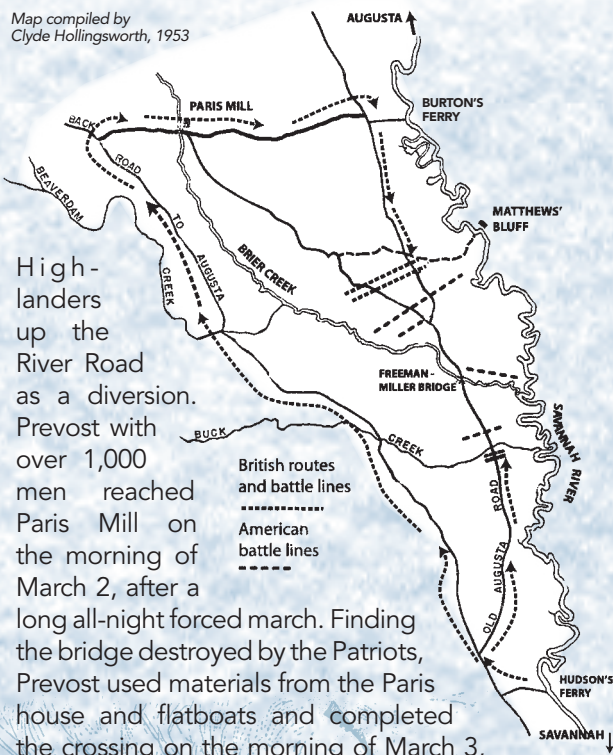 Map compiled by
Clyde Hollingsworth, 1953
AUGUSTA
PARIS MILL
BURTON'S
FERRY
BACK
ROAD
TO
AUGUSTA
BEAVERDAM
CREEK
BRIER CREEK
MATTHEWS'
BLUFF
FREEMAN-
MILLER BRIDGE
SAVANNAH RIVER
BUCK
CREEK
British routes
and battle lines
American
battle lines
OLD
AUGUSTA
ROAD
HUDSON'S
FERRY
SAVANNAH
High-
landers
up the
River Road
as a diversion.
Prevost with
over 1,000
men reached
Paris Mill on
the morning of
March 2, after a
long all-night forced march. Finding
the bridge destroyed by the Patriots,
Prevost used materials from the Paris
house and flatboats and completed
the crossing on the morning of March 3.